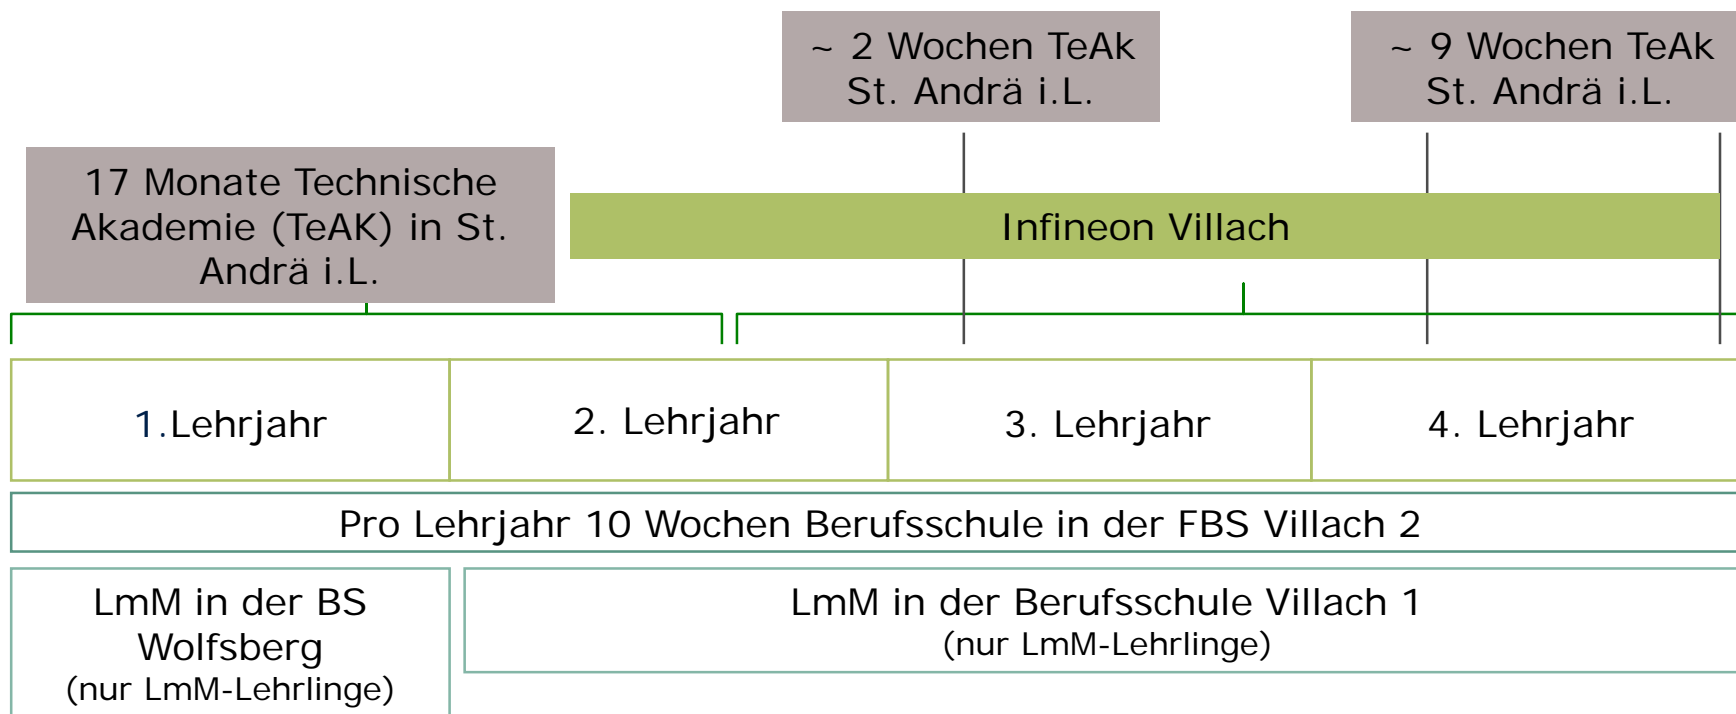 ~ 2 Wochen TeAk
St. Andrä i.L.
~ 9 Wochen TeAk
St. Andrä i.L.
17 Monate Technische
Akademie (TeAK) in St.
Andrä i.L.
Infineon Villach
1.Lehrjahr
2. Lehrjahr
3. Lehrjahr
4. Lehrjahr
Pro Lehrjahr 10 Wochen Berufsschule in der FBS Villach 2
LmM in der BS
Wolfsberg
(nur LmM-Lehrlinge)
LmM in der Berufsschule Villach 1
(nur LmM-Lehrlinge)